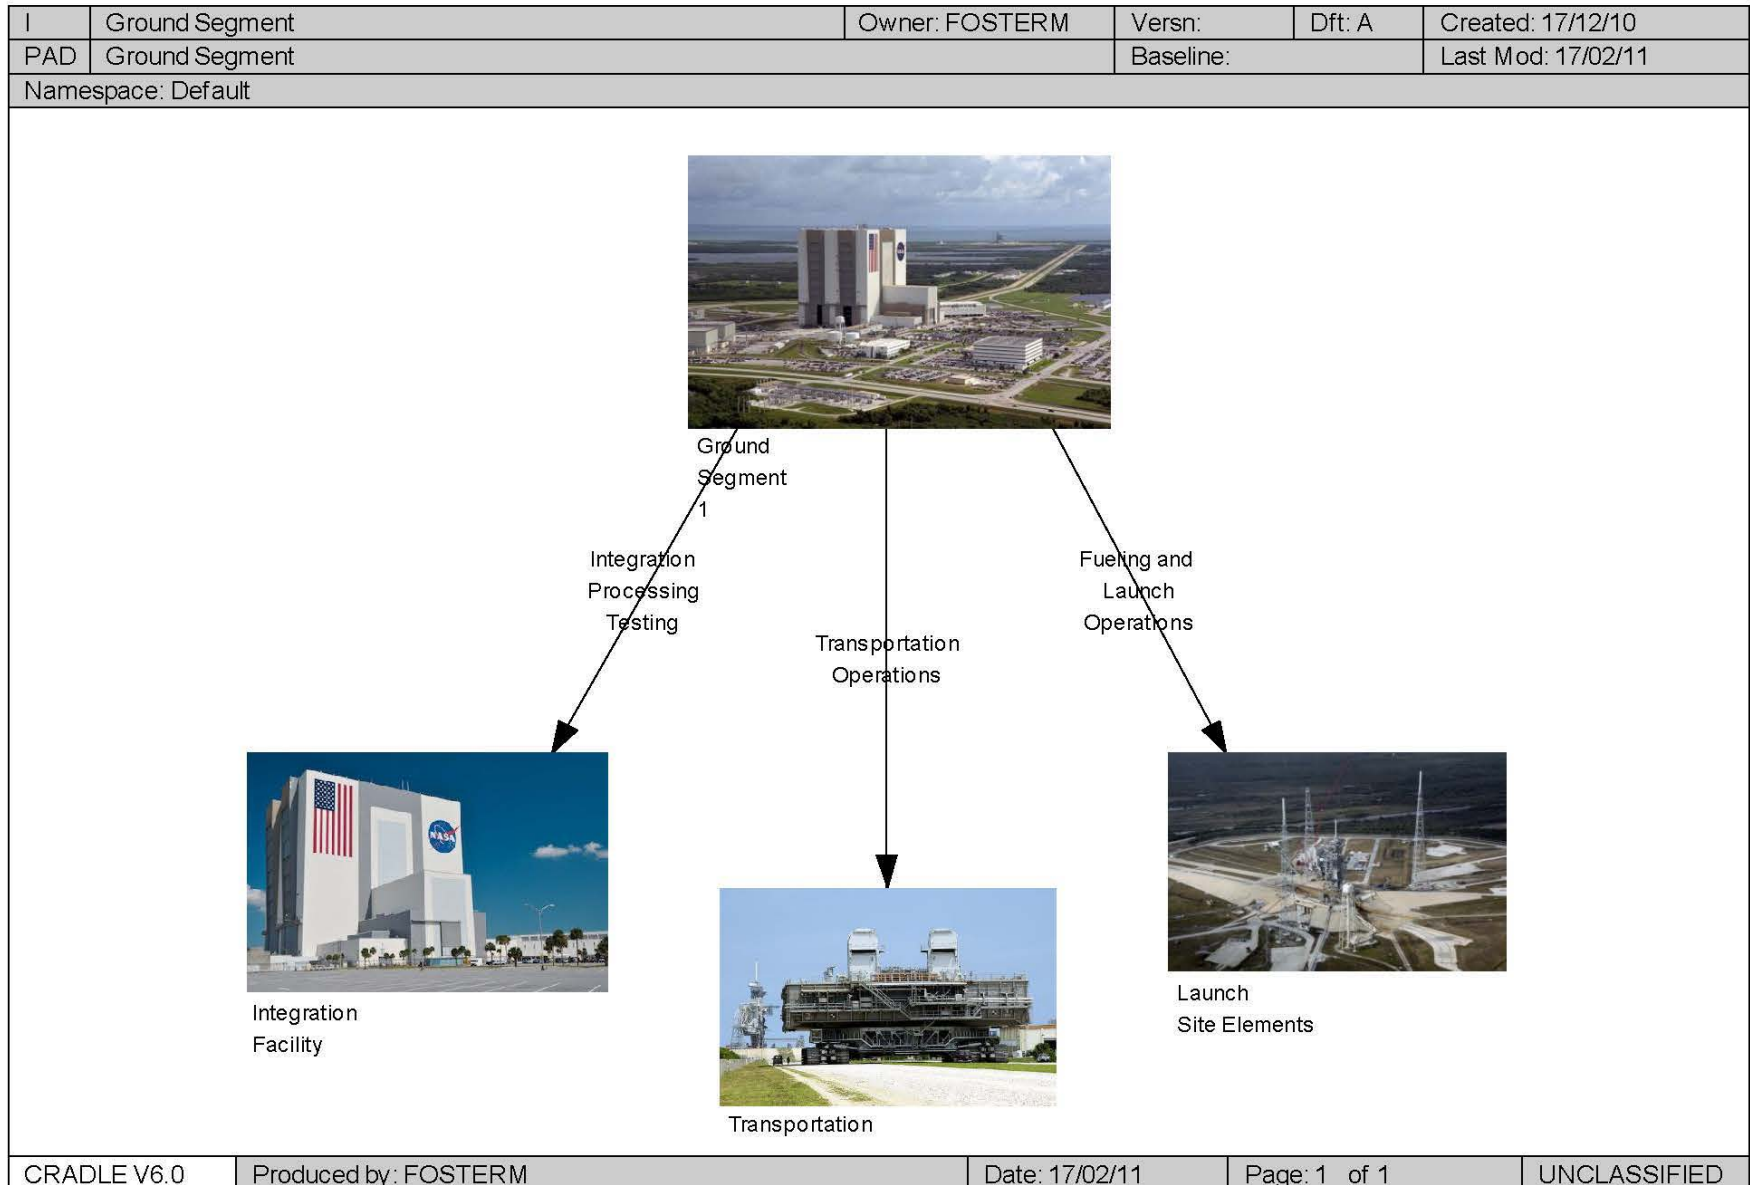 I Ground Segment Owner: FOSTERM Versn: Dft: A Created: 17/12/10
PAD Ground Segment Baseline: Last Mod: 17/02/11
Namespace: Default
Ground
Segment
1
Integration
Processing
Testing
Transportation
Operations
Fueling and
Launch
Operations
NASA
Integration
Facility
Transportation
Launch
Site Elements
CRADLE V6.0 Produced by: FOSTERM Date: 17/02/11 Page: 1 of 1 UNCLASSIFIED